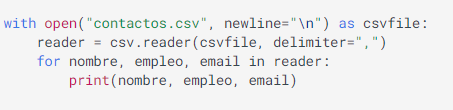 with open("contactos.csv", newline="\n") as csvfile:
    reader = csv.reader(csvfile, delimiter=",")
    for nombre, empleo, email in reader:
        print(nombre, empleo, email)